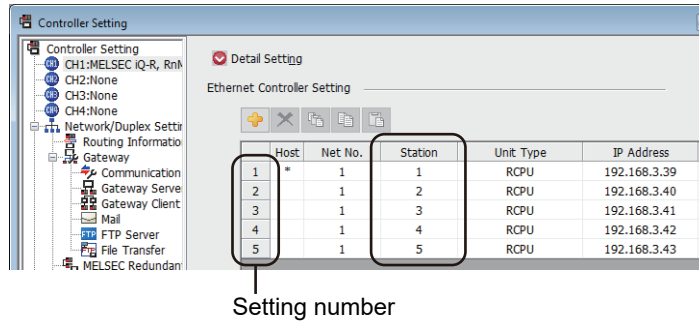 Controller Setting
Controller Setting
CH1:MELSEC iQ-R, RnM
CH2:None
CH3:None
CH4:None
Network/Duplex Settin
Routing Information
Gateway
Communication
Gateway Server
Gateway Client
Mail
FTP Server
File Transfer
MELSEC Redundant
Detail Setting
Ethernet Controller Setting
Host Net No. Station Unit Type IP Address
1 * 1 1 RCPU 192.168.3.39
2 1 2 RCPU 192.168.3.40
3 1 3 RCPU 192.168.3.41
4 1 4 RCPU 192.168.3.42
5 1 5 RCPU 192.168.3.43
Setting number